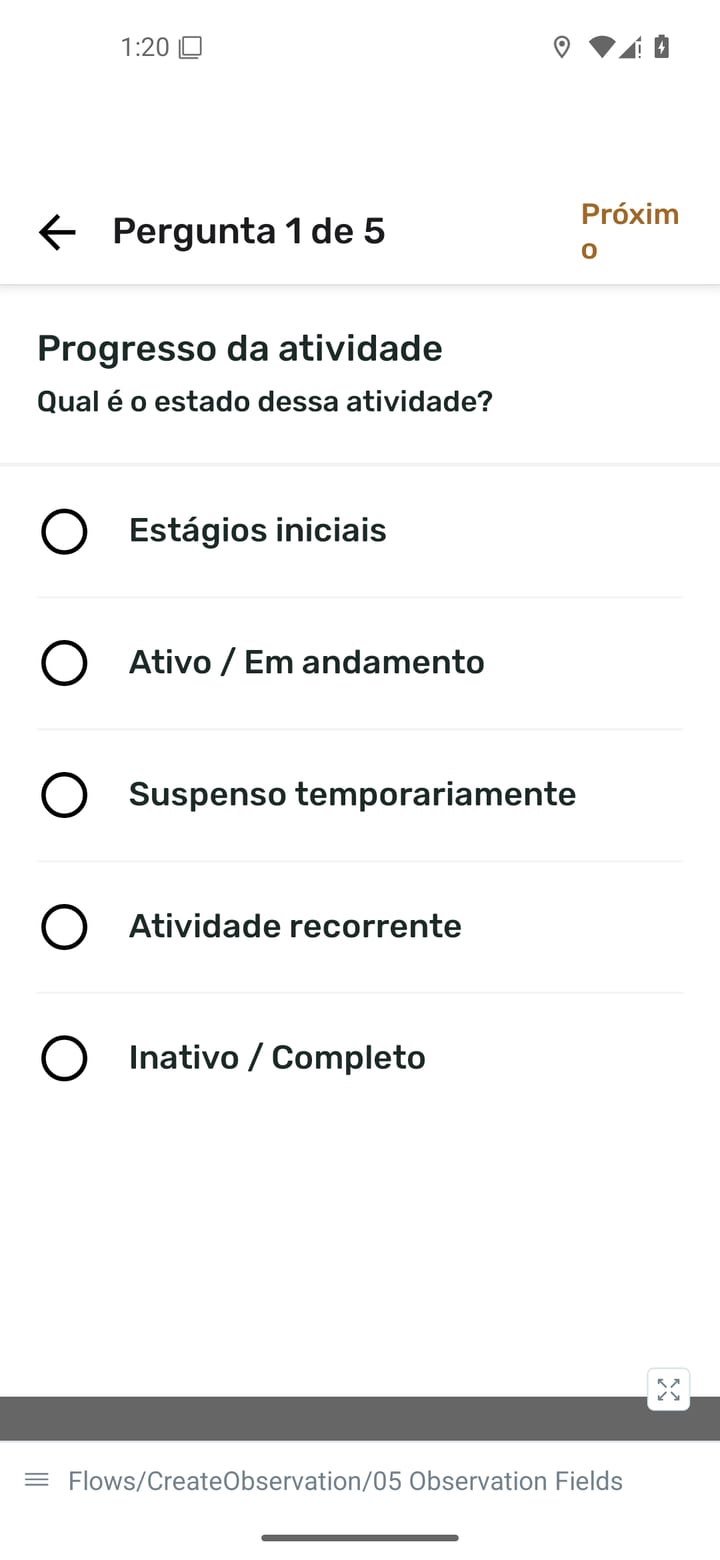 1:20
Pergunta 1 de 5
Próxim
o
Progresso da atividade
Qual é o estado dessa atividade?
Estágios iniciais
Ativo / Em andamento
Suspenso temporariamente
Atividade recorrente
Inativo / Completo
Flows/CreateObservation/05 Observation Fields